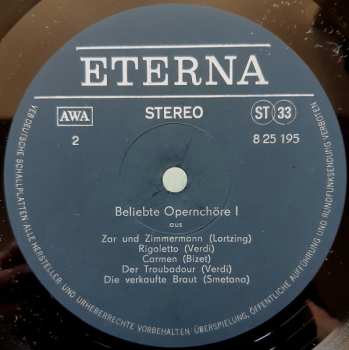 ETERNA
AWA
STEREO
ST 33
2
8 25 195
Beliebte Opernchöre I
aus
Zar und Zimmermann (Lortzing)
Rigoletto (Verdi)
Carmen (Bizet)
Der Troubadour (Verdi)
Die verkaufte Braut (Smetana)
VEB DEUTSCHE SCHALLPLATTEN ALLE HERSTELLER - UND URHEBERRECHTE VORBEHALTEN. ÜBERSPIELUNG, ÖFFENTLICHE AUFFÜHRUNG UND RUNDFUNKSENDUNG VERBOTEN